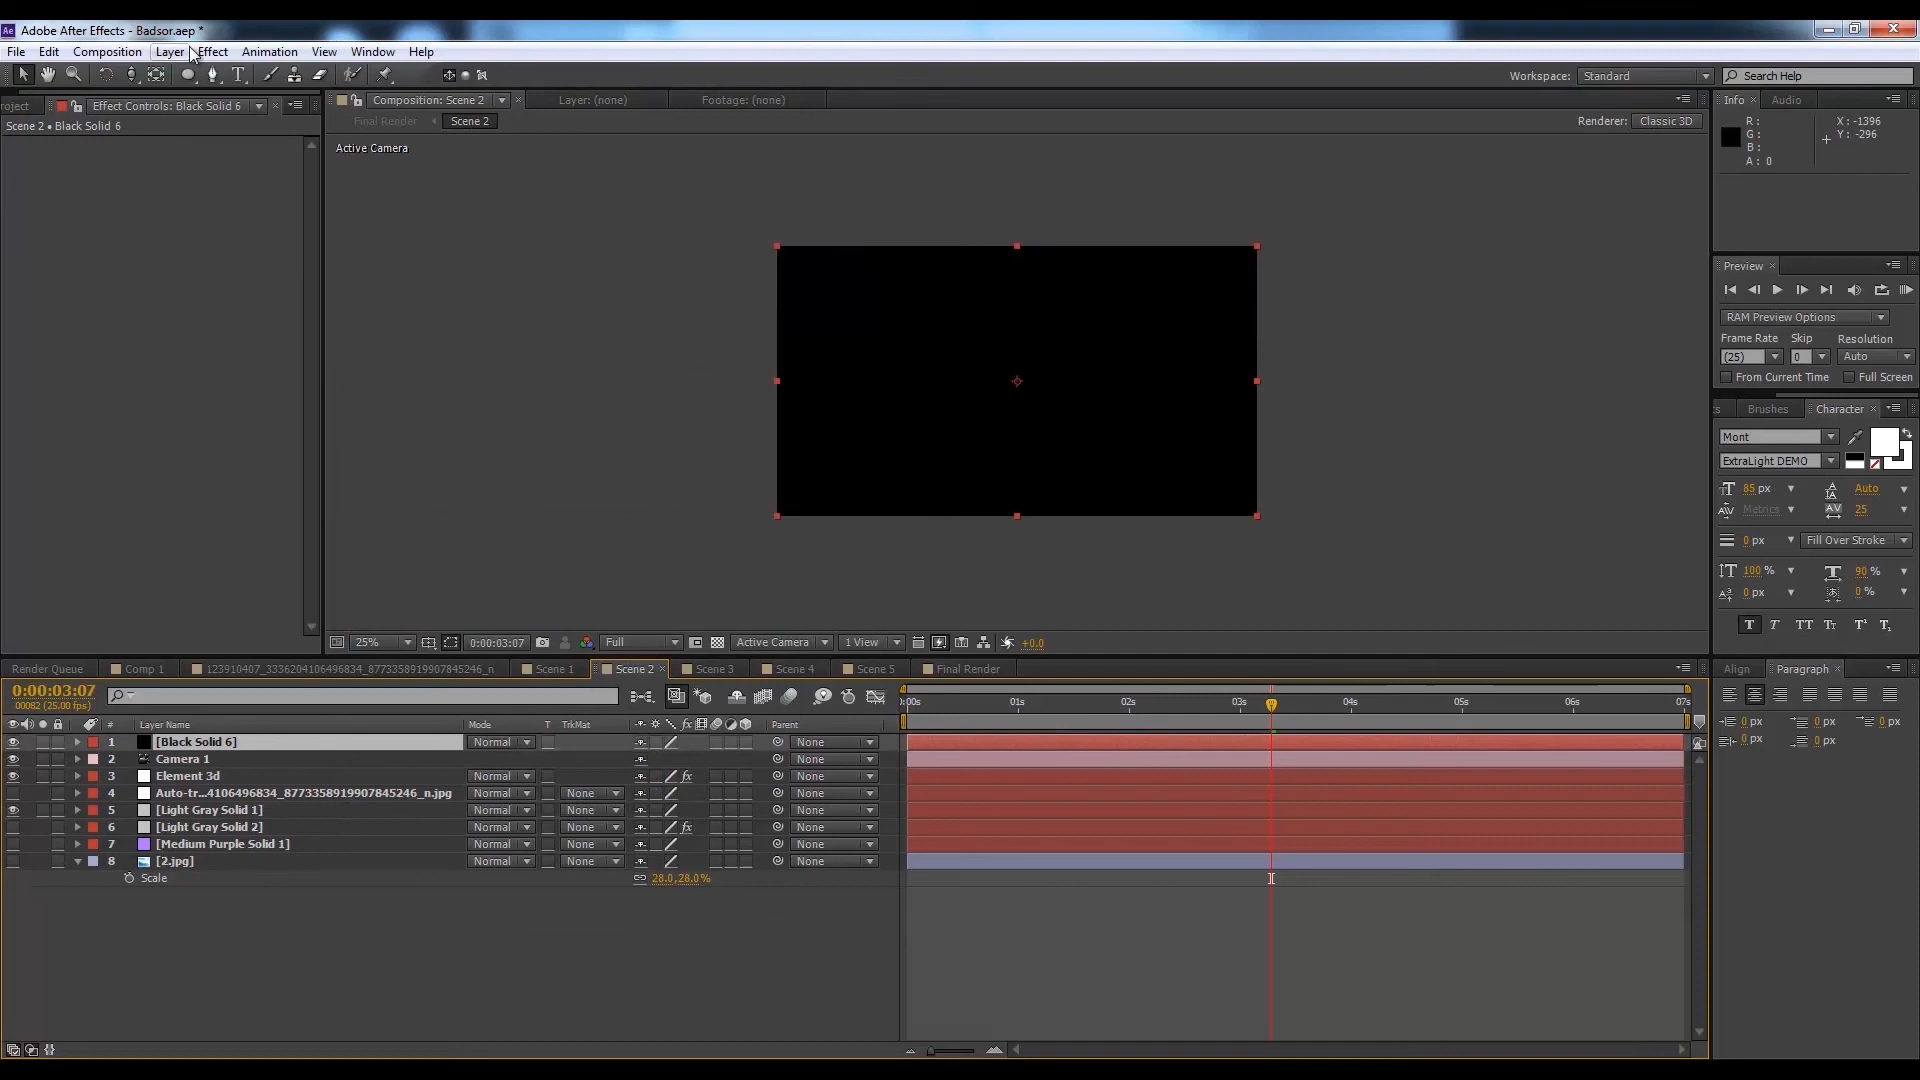 Ae Adobe After Effects - Badsor.aep *
File Edit Composition Layer Effect Animation View Window Help
Workspace: Standard Search Help
roject Effect Controls: Black Solid 6
Composition: Scene 2 Layer: (none) Footage: (none)
Info Audio
Scene 2 • Black Solid 6
Final Render Scene 2
Renderer: Classic 3D
R:
G:
B:
A: 0
X: -1396
Y: -296
Active Camera
Preview
RAM Preview Options
Frame Rate Skip Resolution
(25) 0 Auto
From Current Time Full Screen
Brushes Character
Mont
ExtraLight DEMO
85 px Auto
Metrics 25
0 px Fill Over Stroke
100 % 90 %
0 px 0 %
T T TT Tt T¹ T₁
25% 0:00:03:07 Full Active Camera 1 View +0.0
Render Queue Comp 1 123910407_3336204106496834_8773358919907845246_n Scene 1 Scene 2 Scene 3 Scene 4 Scene 5 Final Render
Align Paragraph
0:00:03:07
00082 (25.00 fps)
0 px 0 px 0 px
0 px 0 px
:00s 01s 02s 03s 04s 05s 06s 07s
# Layer Name Mode T TrkMat fx Parent
1 [Black Solid 6] Normal None
2 Camera 1 None
3 Element 3d Normal fx None
4 Auto-tr...4106496834_8773358919907845246_n.jpg Normal None None
5 [Light Gray Solid 1] Normal None None
6 [Light Gray Solid 2] Normal None fx None
7 [Medium Purple Solid 1] Normal None None
8 [2.jpg] Normal None None
Scale 28.0,28.0%